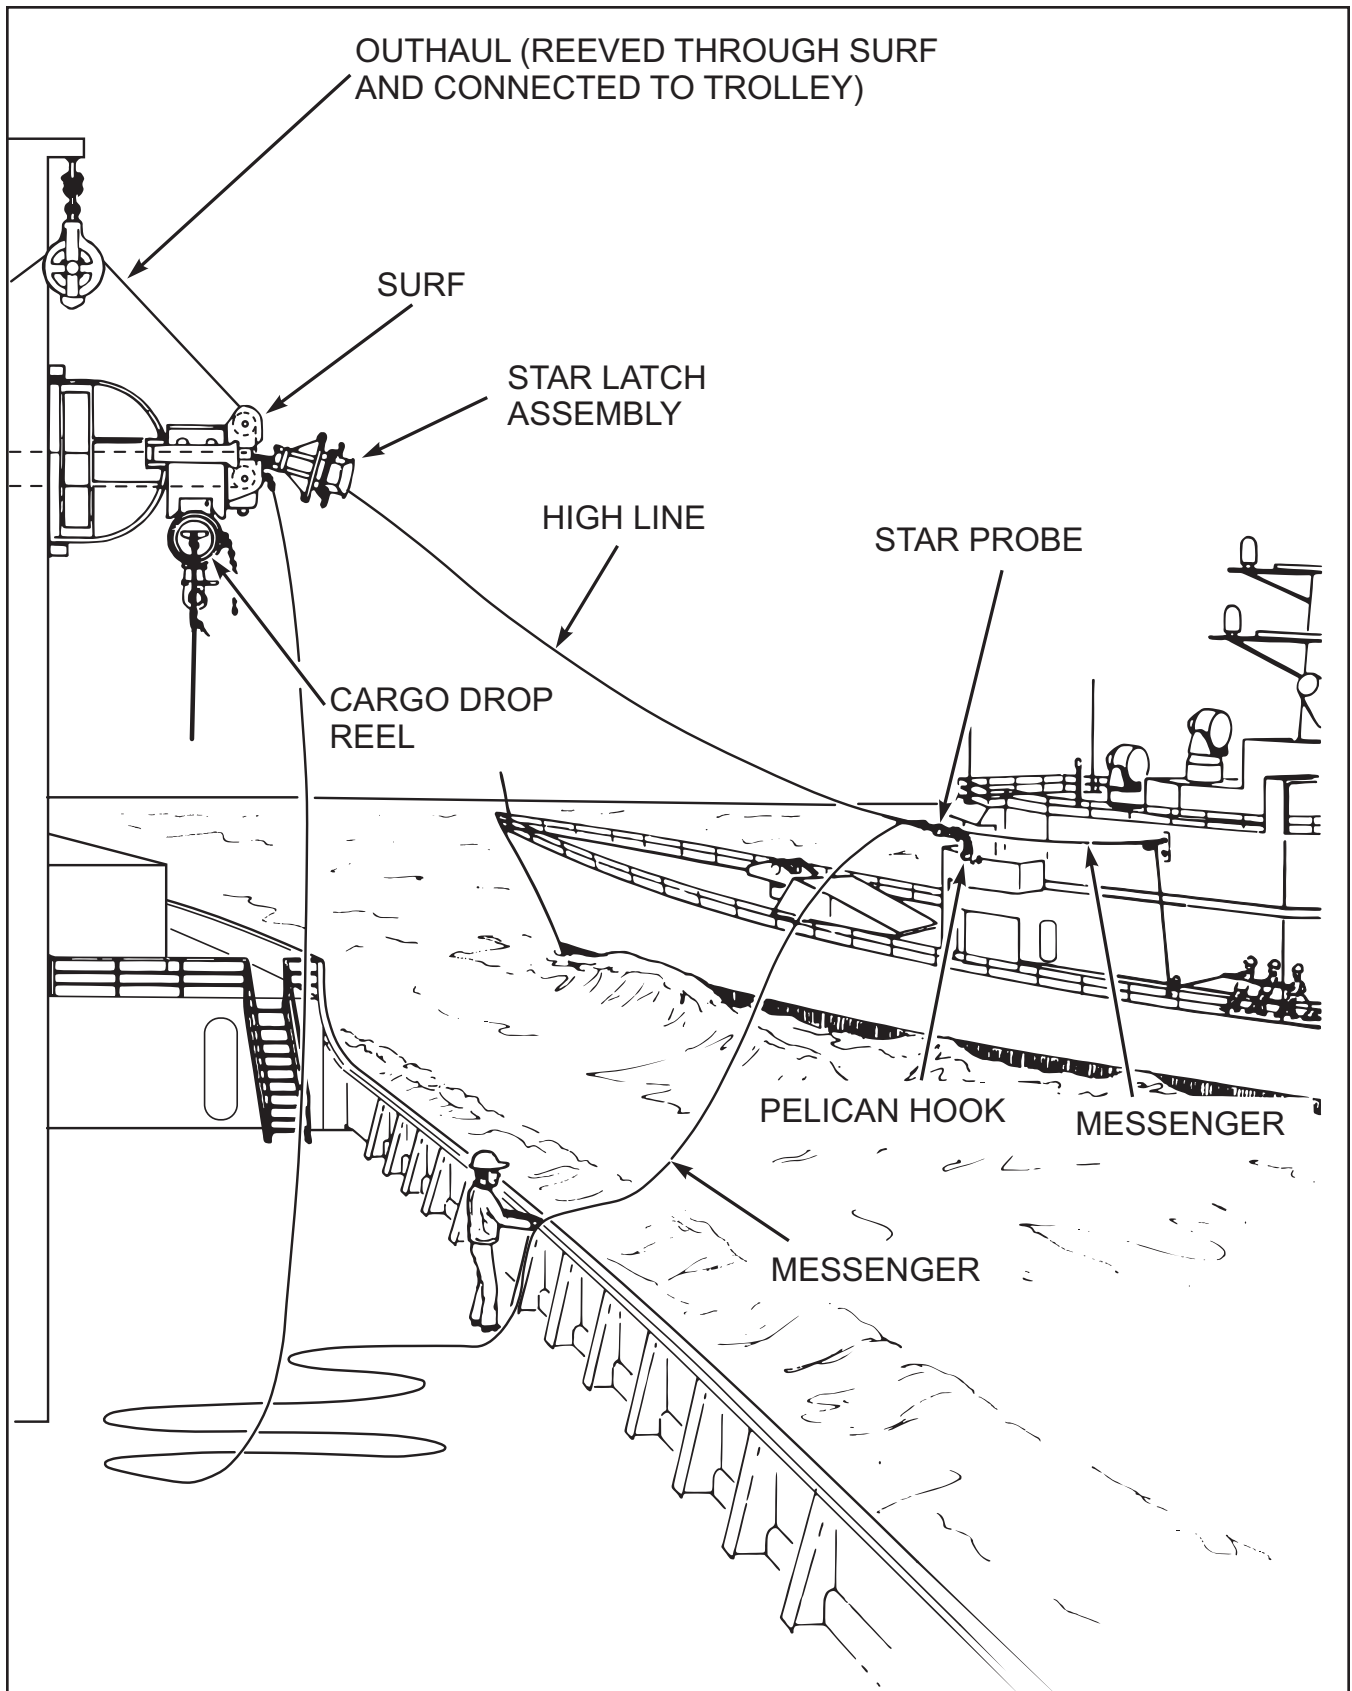 OUTHAUL (REEVED THROUGH SURF
AND CONNECTED TO TROLLEY)
SURF
STAR LATCH
ASSEMBLY
HIGH LINE
STAR PROBE
CARGO DROP
REEL
PELICAN HOOK
MESSENGER
MESSENGER